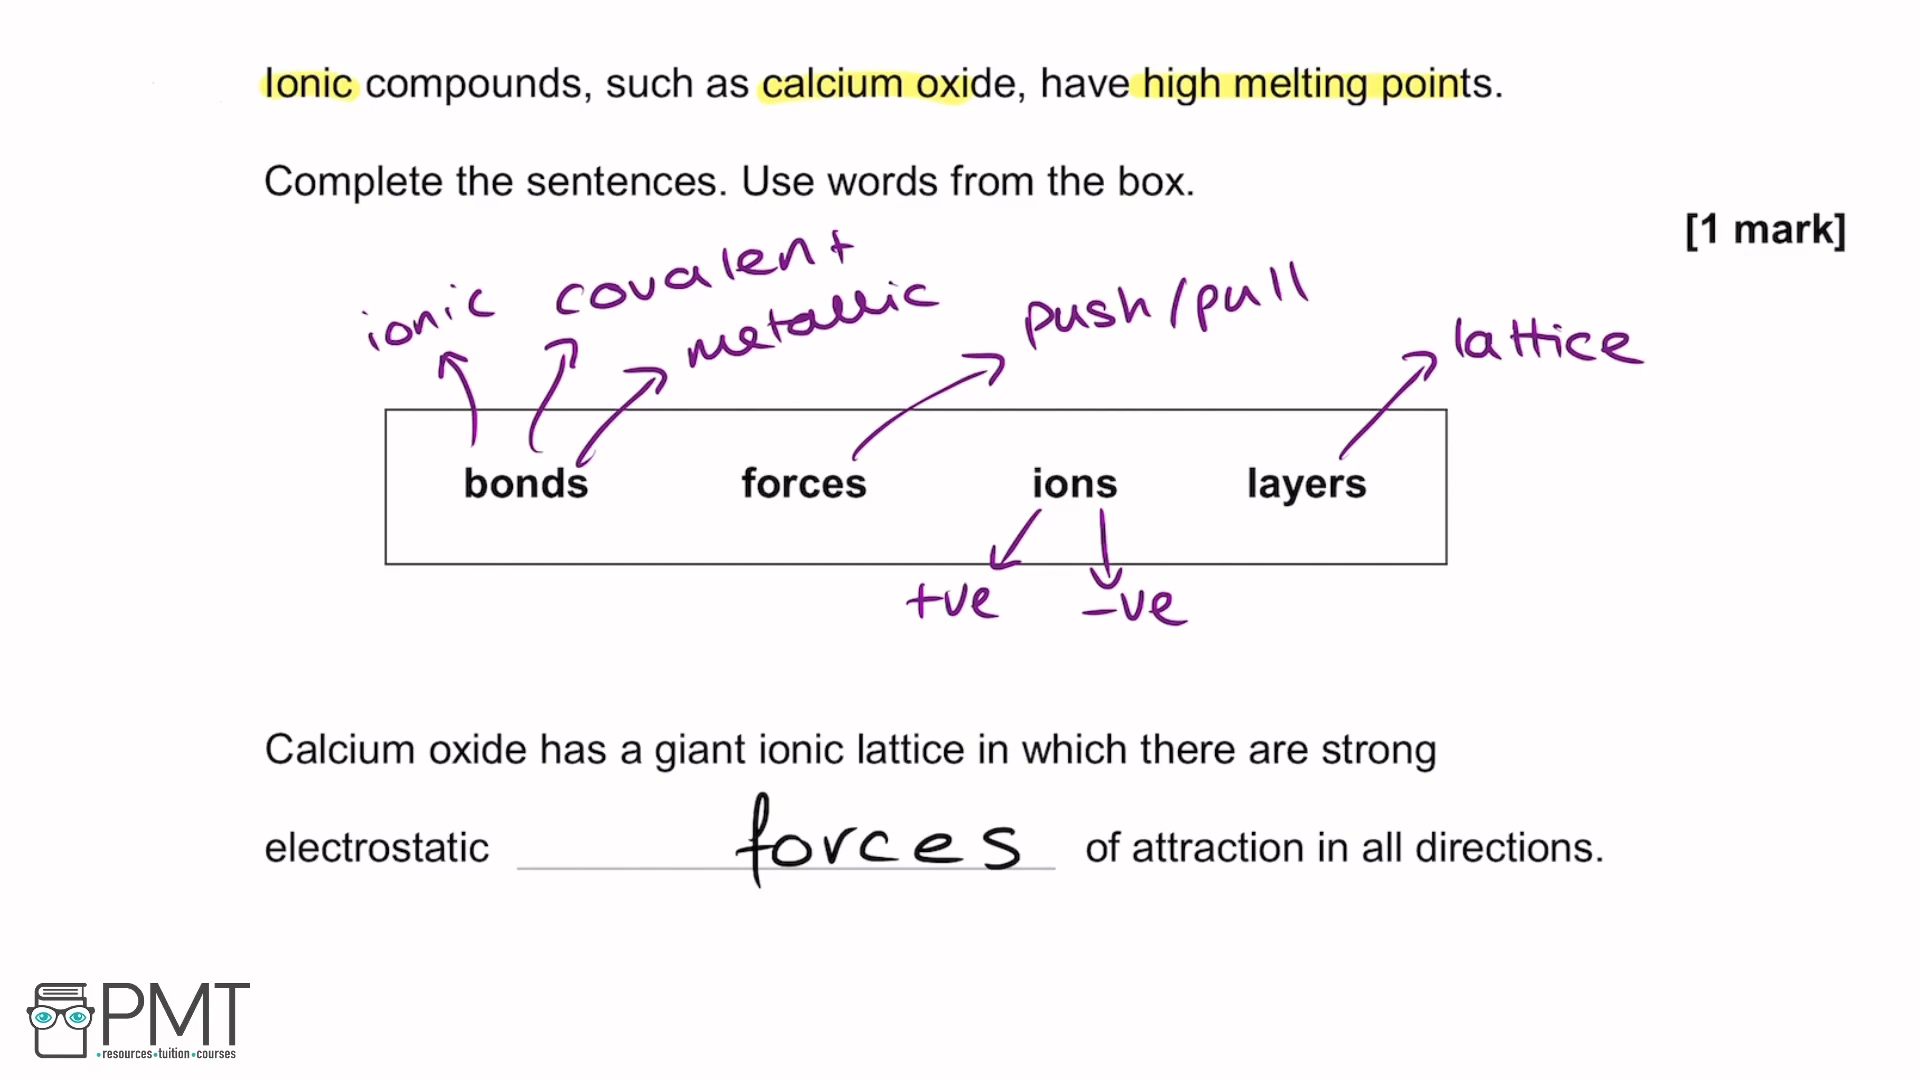 Ionic compounds, such as calcium oxide, have high melting points.
Complete the sentences. Use words from the box.
[1 mark]
ionic covalent metallic push/pull lattice
bonds forces ions layers
+ve -ve
Calcium oxide has a giant ionic lattice in which there are strong
electrostatic forces of attraction in all directions.
PMT
•resources•tuition•courses